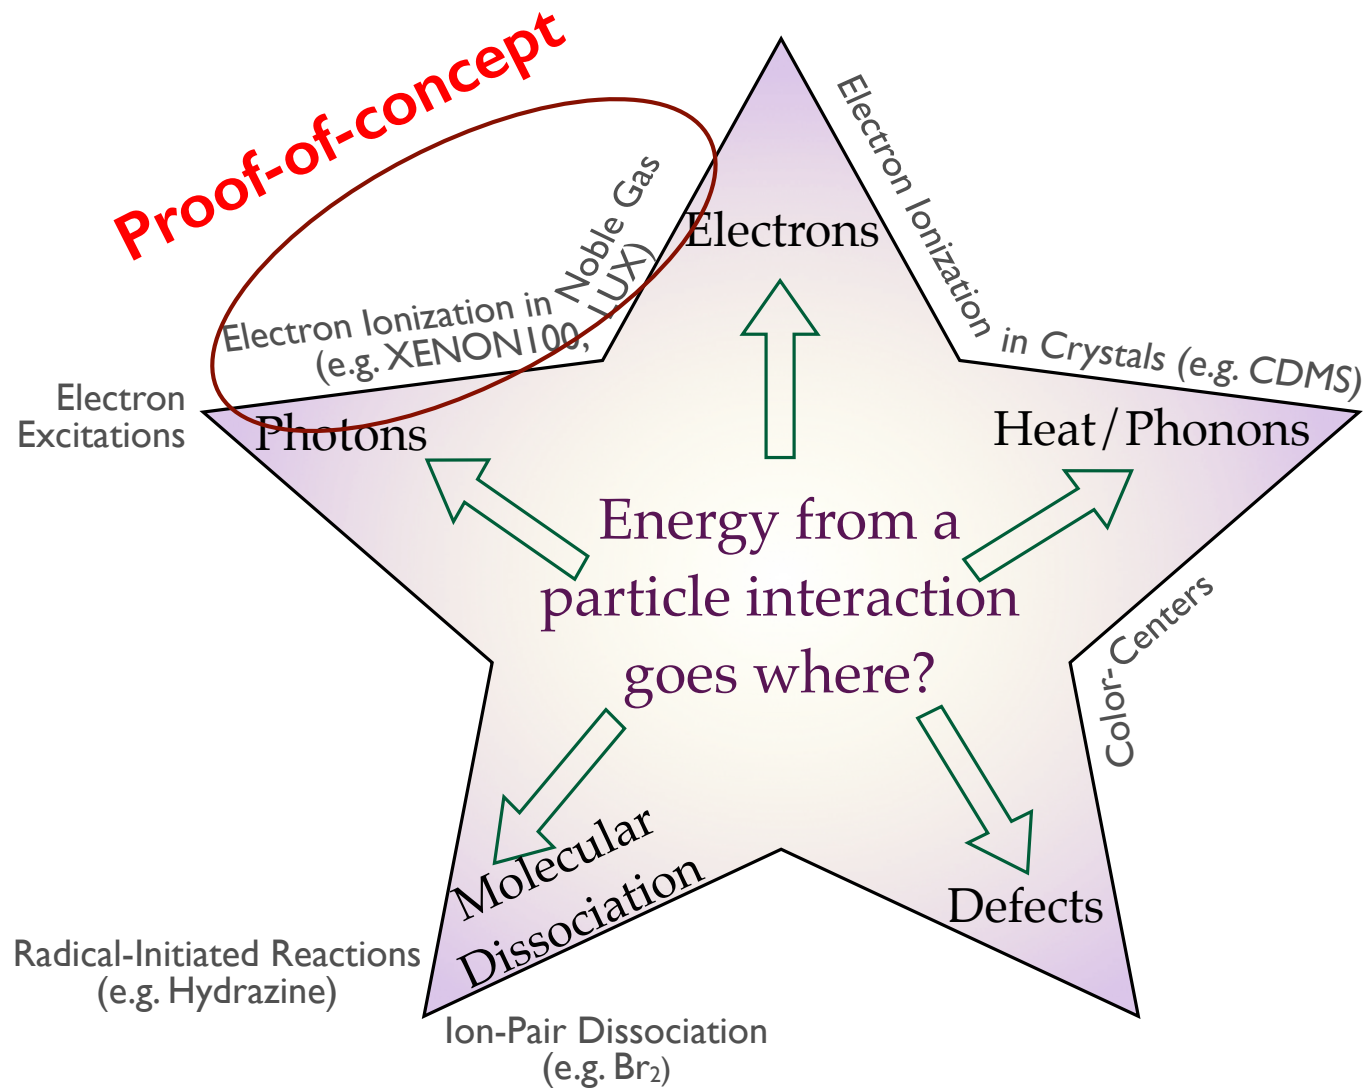 Proof-of-concept
Electron Ionization in Noble Gas
(e.g. XENON100, LUX)
Electron Ionization in Crystals (e.g. CDMS)
Electrons
Electron
Excitations
Photons
Heat/Phonons
Energy from a
particle interaction
goes where?
Color-Centers
Molecular
Dissociation
Defects
Radical-Initiated Reactions
(e.g. Hydrazine)
Ion-Pair Dissociation
(e.g. Br₂)